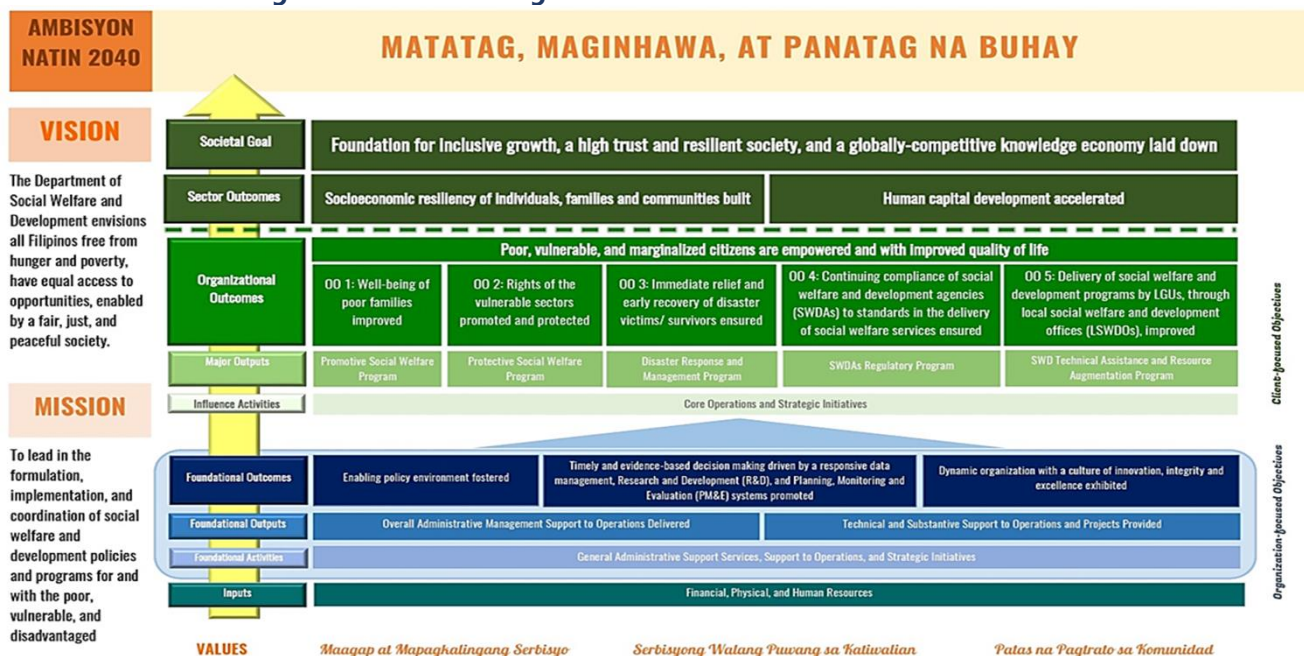 AMBISYON
NATIN 2040
MATATAG, MAGINHAWA, AT PANATAG NA BUHAY
VISION
The Department of
Social Welfare and
Development envisions
all Filipinos free from
hunger and poverty,
have equal access to
opportunities, enabled
by a fair, just, and
peaceful society.
MISSION
To lead in the
formulation,
implementation, and
coordination of social
welfare and
development policies
and programs for and
with the poor,
vulnerable, and
disadvantaged
Societal Goal
Foundation for inclusive growth, a high trust and resilient society, and a globally-competitive knowledge economy laid down
Sector Outcomes
Socioeconomic resiliency of individuals, families and communities built
Human capital development accelerated
Organizational
Outcomes
Poor, vulnerable, and marginalized citizens are empowered and with improved quality of life
OO 1: Well-being of
poor families
improved
OO 2: Rights of the
vulnerable sectors
promoted and protected
OO 3: Immediate relief and
early recovery of disaster
victims/ survivors ensured
OO 4: Continuing compliance of social
welfare and development agencies
(SWDAs) to standards in the delivery
of social welfare services ensured
OO 5: Delivery of social welfare and
development programs by LGUs, through
local social welfare and development
offices (LSWDOs), improved
Major Outputs
Promotive Social Welfare
Program
Protective Social Welfare
Program
Disaster Response and
Management Program
SWDAs Regulatory Program
SWD Technical Assistance and Resource
Augmentation Program
Influence Activities
Core Operations and Strategic Initiatives
Client-focused Objectives
Foundational Outcomes
Enabling policy environment fostered
Timely and evidence-based decision making driven by a responsive data
management, Research and Development (R&D), and Planning, Monitoring and
Evaluation (PM&E) systems promoted
Dynamic organization with a culture of innovation, integrity and
excellence exhibited
Foundational Outputs
Overall Administrative Management Support to Operations Delivered
Technical and Substantive Support to Operations and Projects Provided
Foundational Activities
General Administrative Support Services, Support to Operations, and Strategic Initiatives
Inputs
Financial, Physical, and Human Resources
Organization-focused Objectives
VALUES
Maagap at Mapagkalingang Serbisyo
Serbisyong Walang Puwang sa Katiwalian
Patas na Pagtrato sa Komunidad